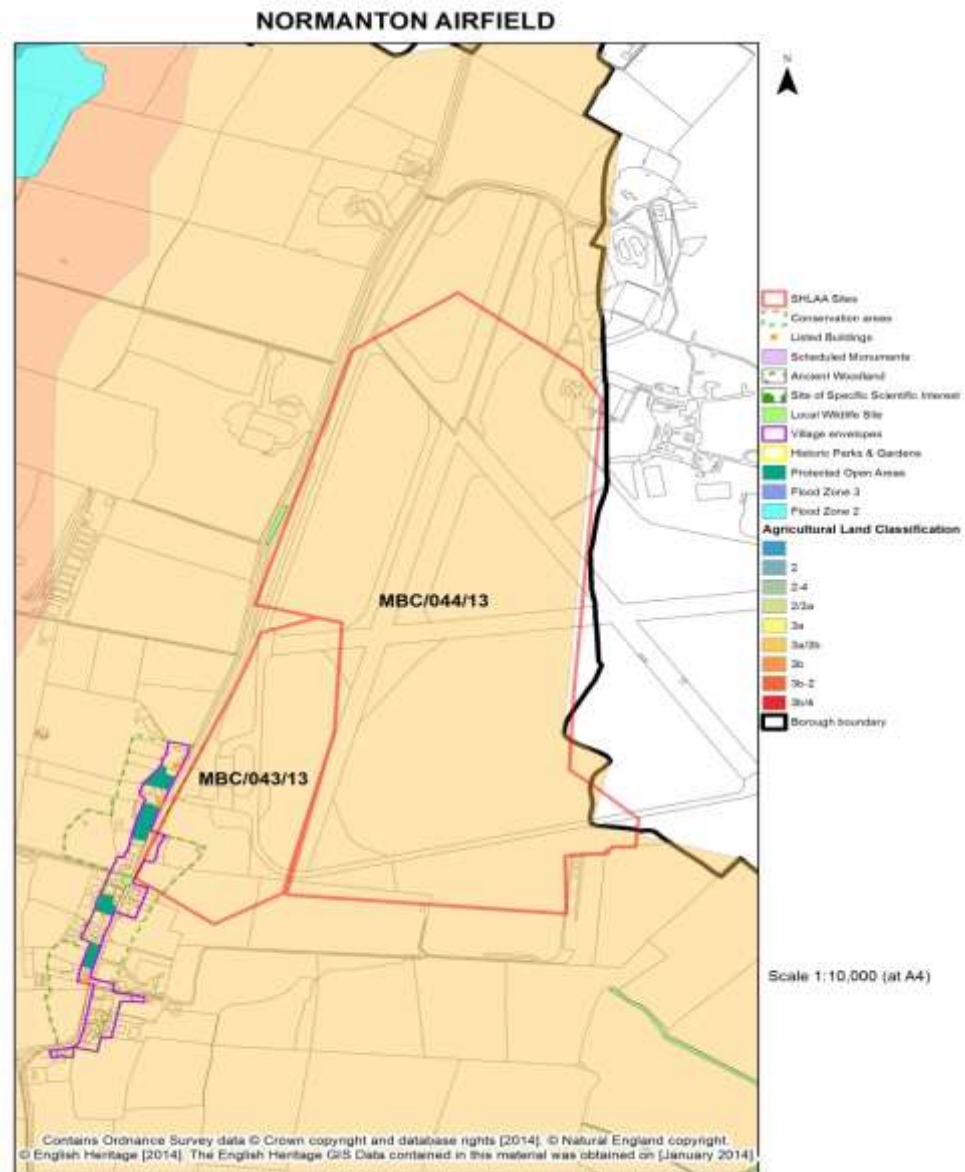 NORMANTON AIRFIELD
N
SHLAA Sites
Conservation areas
Listed Buildings
Scheduled Monuments
Ancient Woodland
Site of Specific Scientific Interest
Local Wildlife Site
Village envelopes
Historic Parks & Gardens
Protected Open Areas
Flood Zone 3
Flood Zone 2
Agricultural Land Classification
2
2-4
2/3a
3a
3a/3b
3b
3b-2
3b/4
Borough boundary
MBC/044/13
MBC/043/13
Scale 1:10,000 (at A4)
Contains Ordnance Survey data © Crown copyright and database rights [2014]. © Natural England copyright.
© English Heritage [2014]. The English Heritage GIS Data contained in this material was obtained on [January 2014]